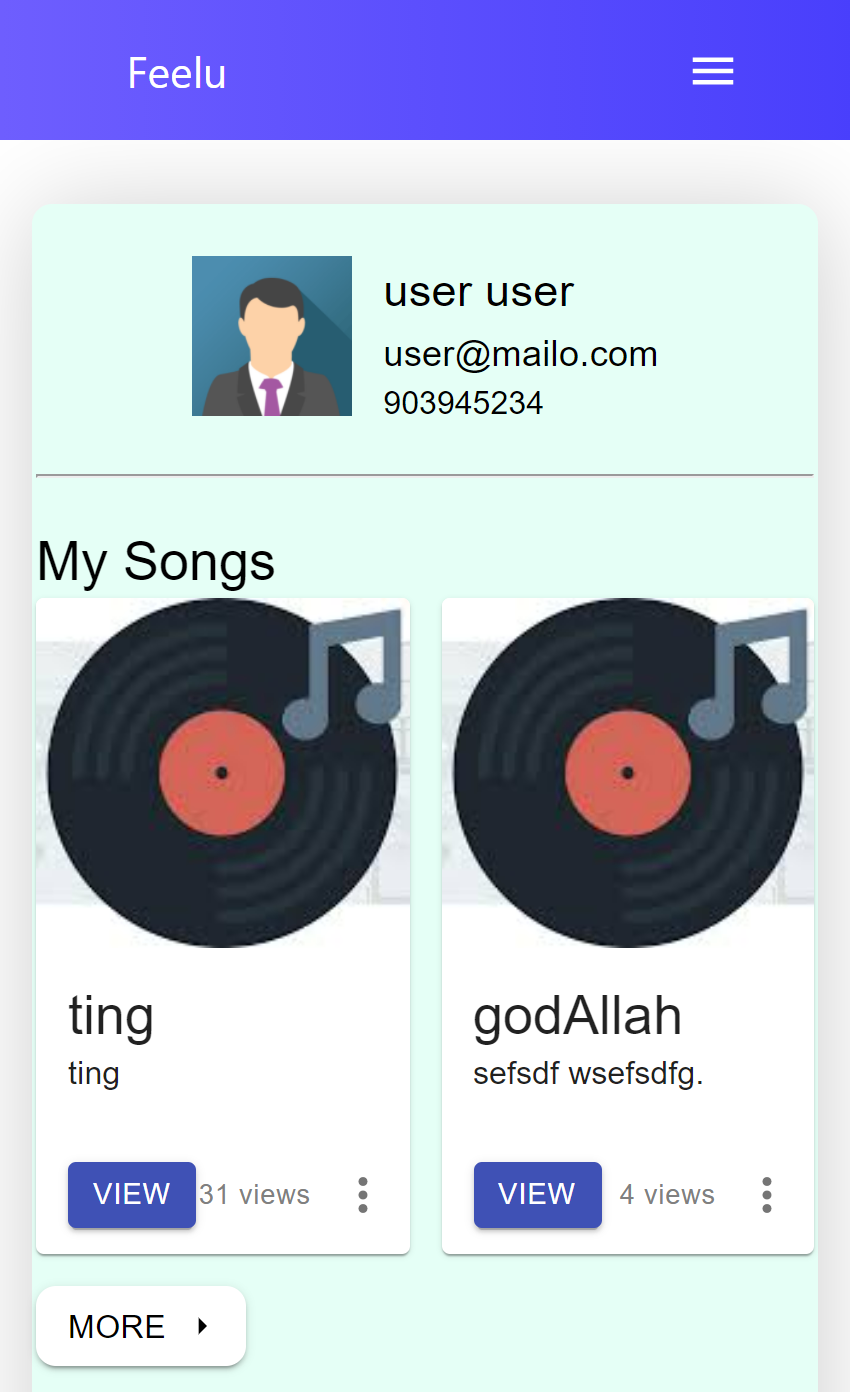 Feelu
user user
user@mailo.com
903945234
My Songs
ting
ting
VIEW 31 views
godAllah
sefsdf wsefsdfg.
VIEW 4 views
MORE